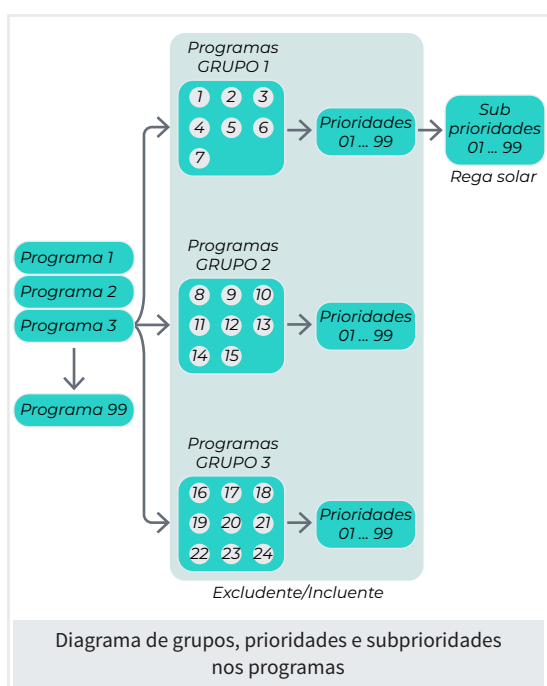 Programas
GRUPO 1
1 2 3
4 5 6
7
Prioridades
01 ... 99
Sub
prioridades
01 ... 99
Rega solar
Programa 1
Programa 2
Programa 3
Programa 99
Programas
GRUPO 2
8 9 10
11 12 13
14 15
Prioridades
01 ... 99
Programas
GRUPO 3
16 17 18
19 20 21
22 23 24
Prioridades
01 ... 99
Excludente/Incluente
Diagrama de grupos, prioridades e subprioridades
nos programas